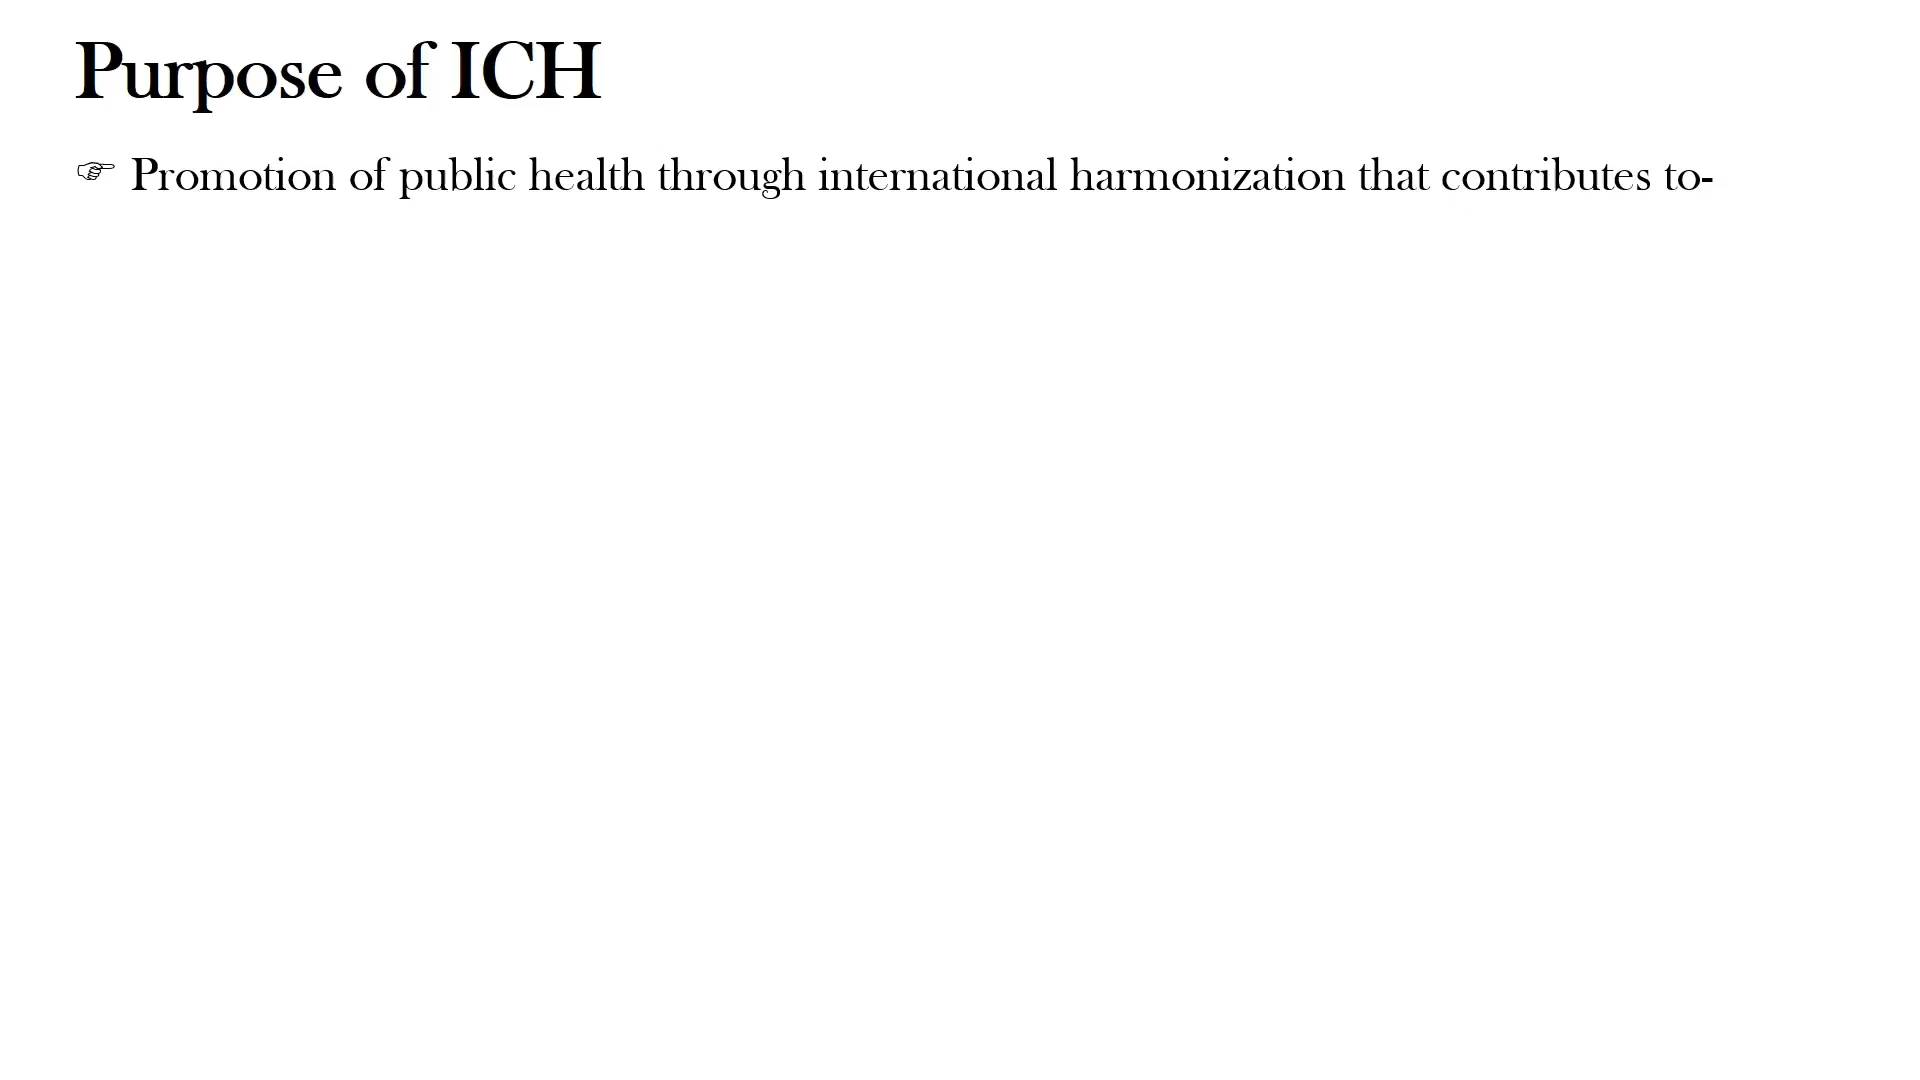 Purpose of ICH
☞ Promotion of public health through international harmonization that contributes to-